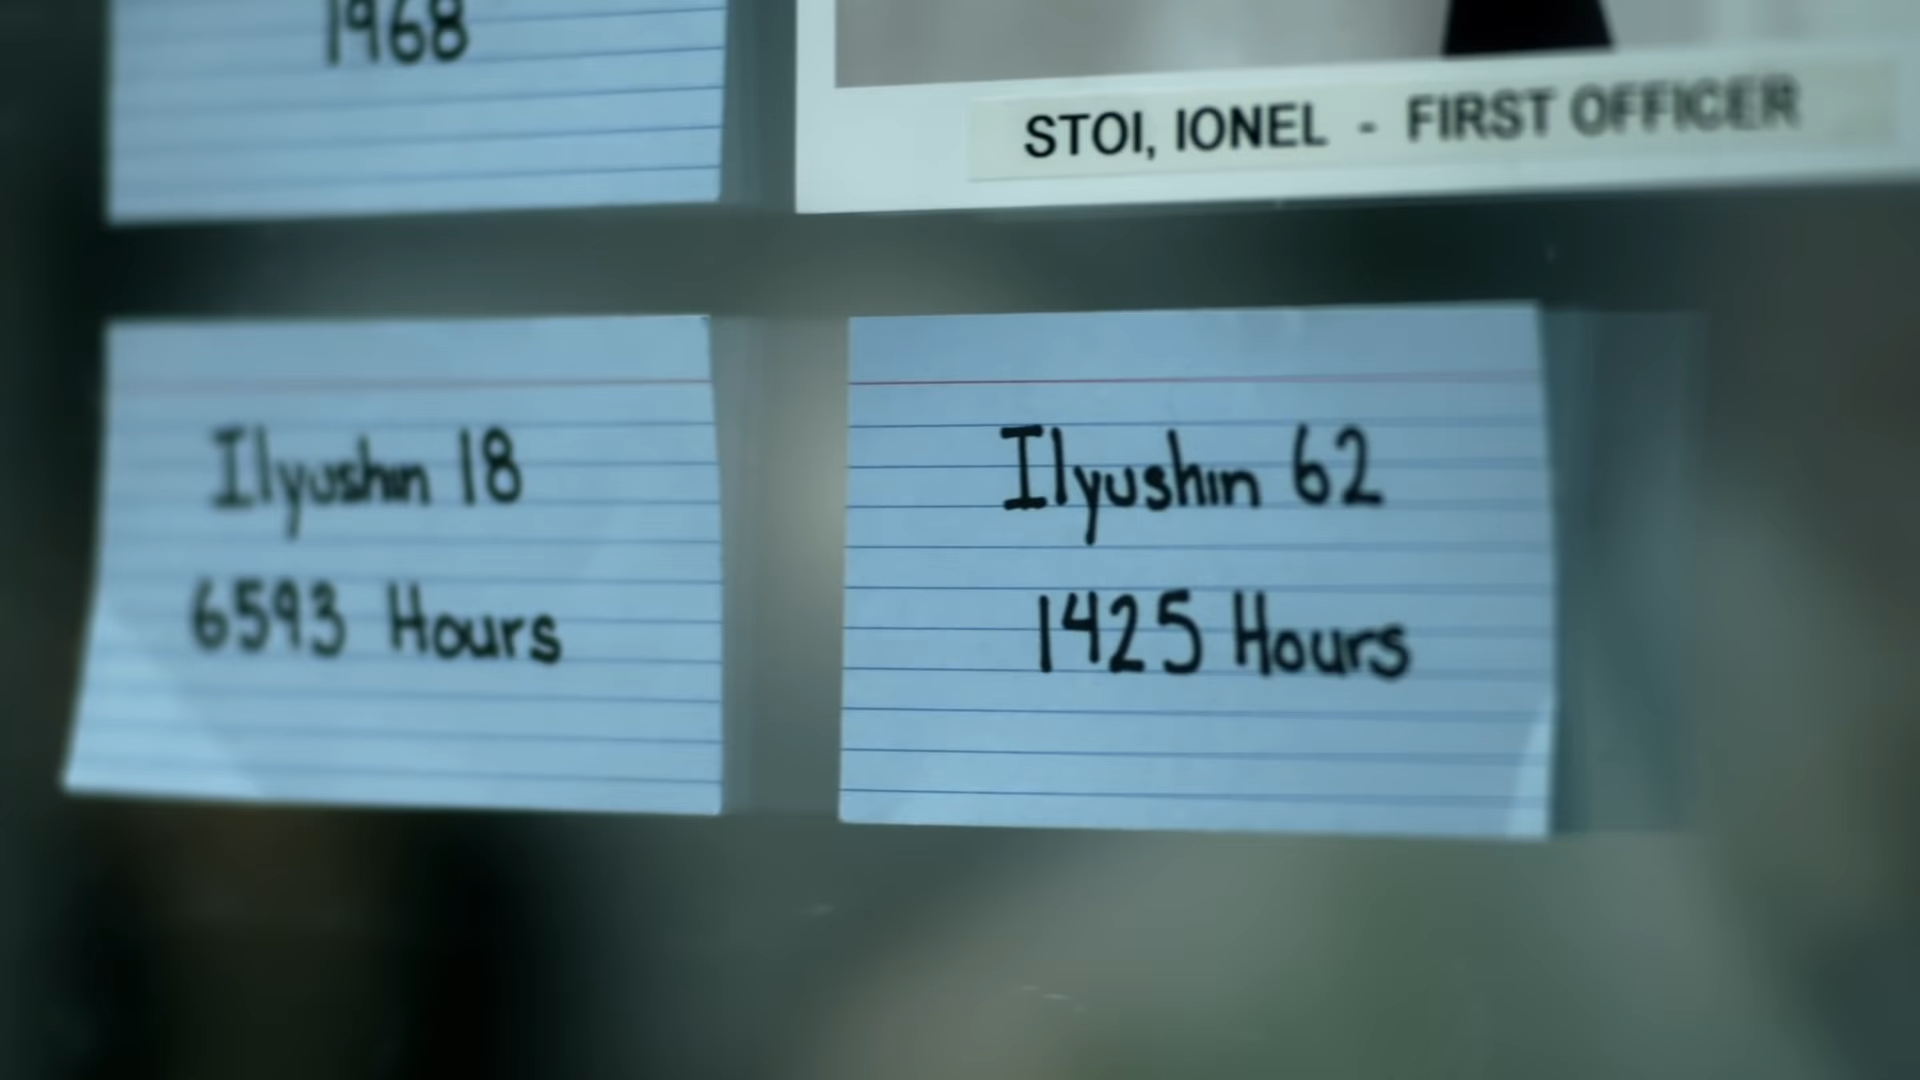 1968
STOI, IONEL - FIRST OFFICER
Ilyushin 18
6593 Hours
Ilyushin 62
1425 Hours